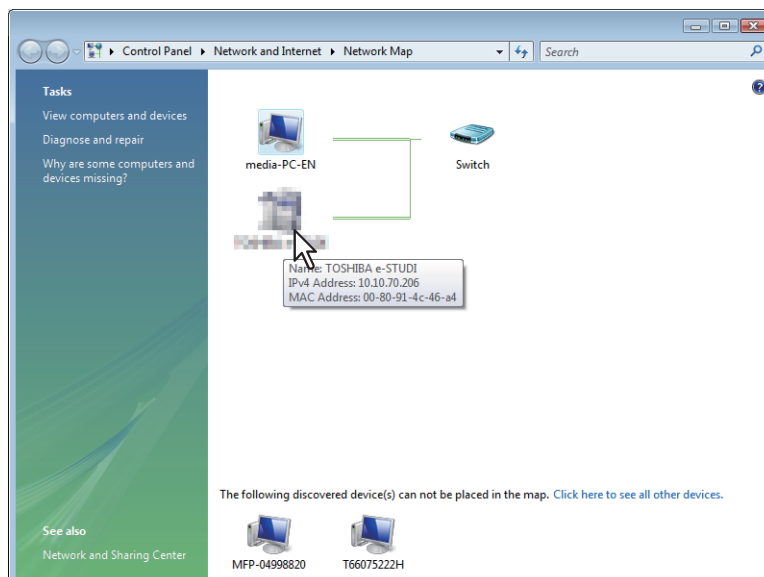 Control Panel Network and Internet Network Map Search
Tasks
View computers and devices
Diagnose and repair
Why are some computers and
devices missing?
media-PC-EN
Switch
Name: TOSHIBA e-STUDI
IPv4 Address: 10.10.70.206
MAC Address: 00-80-91-4c-46-a4
The following discovered device(s) can not be placed in the map. Click here to see all other devices.
See also
Network and Sharing Center
MFP-04998820
T66075222H